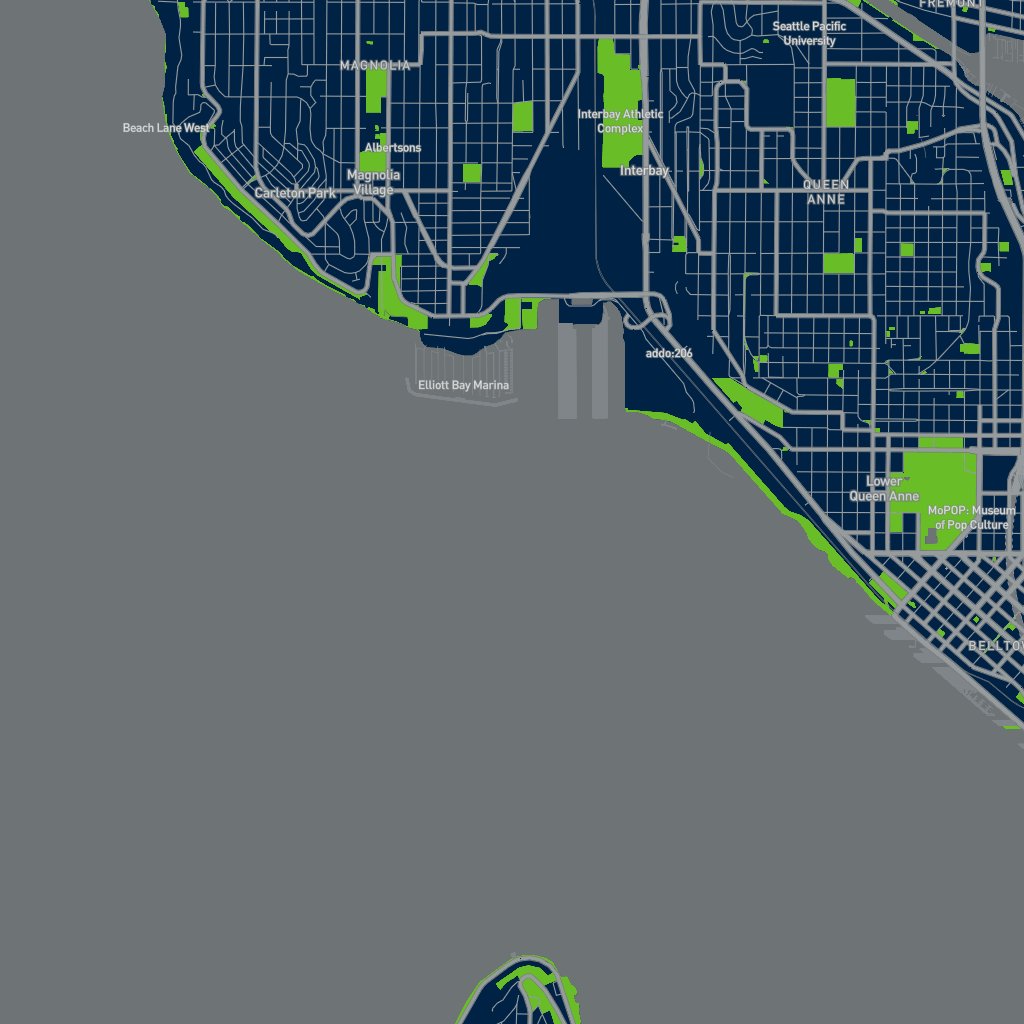 FREMONT
Seattle Pacific
University
MAGNOLIA
Interbay Athletic
Complex
Beach Lane West
Albertsons
Interbay
Magnolia
Village
Carleton Park
QUEEN
ANNE
addo:206
Elliott Bay Marina
Lower
Queen Anne
MoPOP: Museum
of Pop Culture
BELLTO